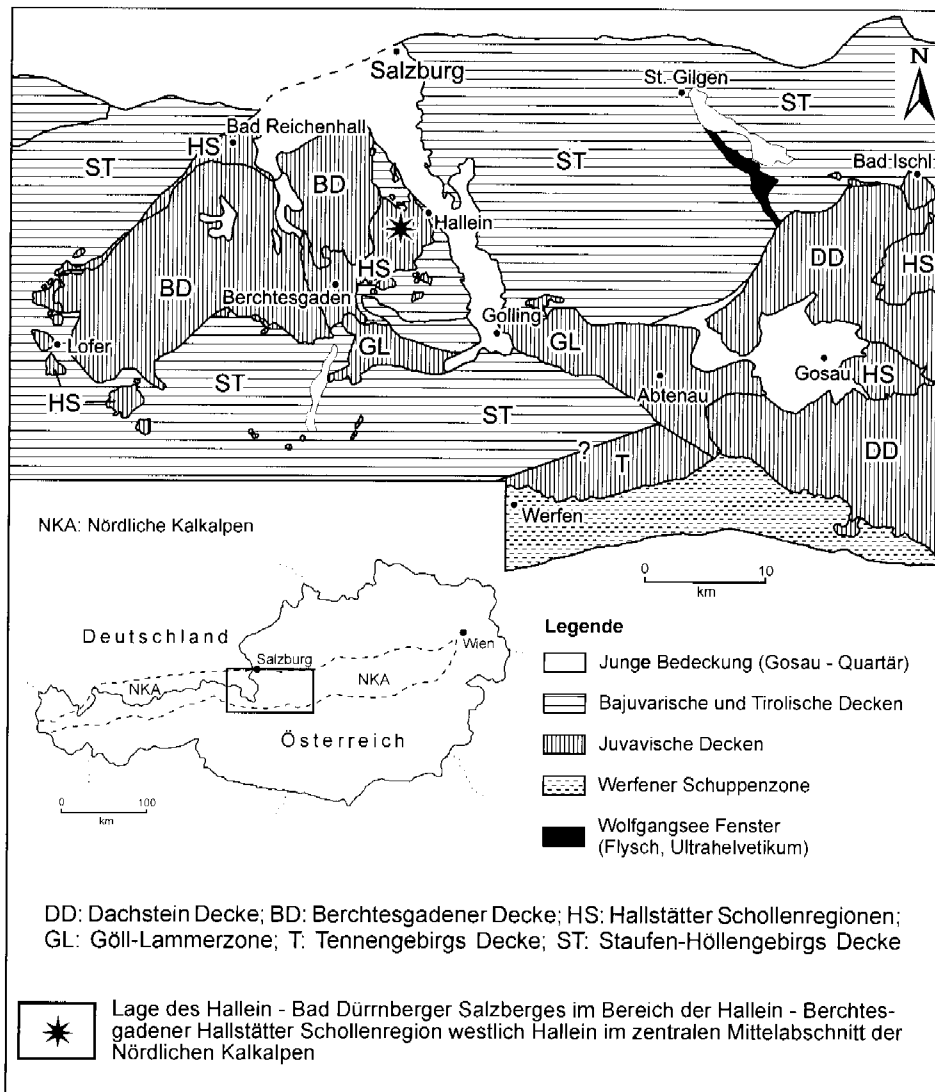 Salzburg
St. Gilgen
N
ST
Bad Reichenhall
HS
ST
ST
Bad Ischl
BD
Hallein
DD
HS
HS
BD
Berchtesgaden
Golling
Lofer
GL
GL
Gosau
HS
Abtenau
ST
HS
ST
DD
?
T
NKA: Nördliche Kalkalpen
Werfen
0 10
km
Deutschland
Wien
Salzburg
NKA
NKA
Österreich
0 100
km
Legende
Junge Bedeckung (Gosau - Quartär)
Bajuvarische und Tirolische Decken
Juvavische Decken
Werfener Schuppenzone
Wolfgangsee Fenster
(Flysch, Ultrahelvetikum)
DD: Dachstein Decke; BD: Berchtesgadener Decke; HS: Hallstätter Schollenregionen;
GL: Göll-Lammerzone; T: Tennengebirgs Decke; ST: Staufen-Höllengebirgs Decke
Lage des Hallein - Bad Dürrnberger Salzberges im Bereich der Hallein - Berchtes-
gadener Hallstätter Schollenregion westlich Hallein im zentralen Mittelabschnitt der
Nördlichen Kalkalpen